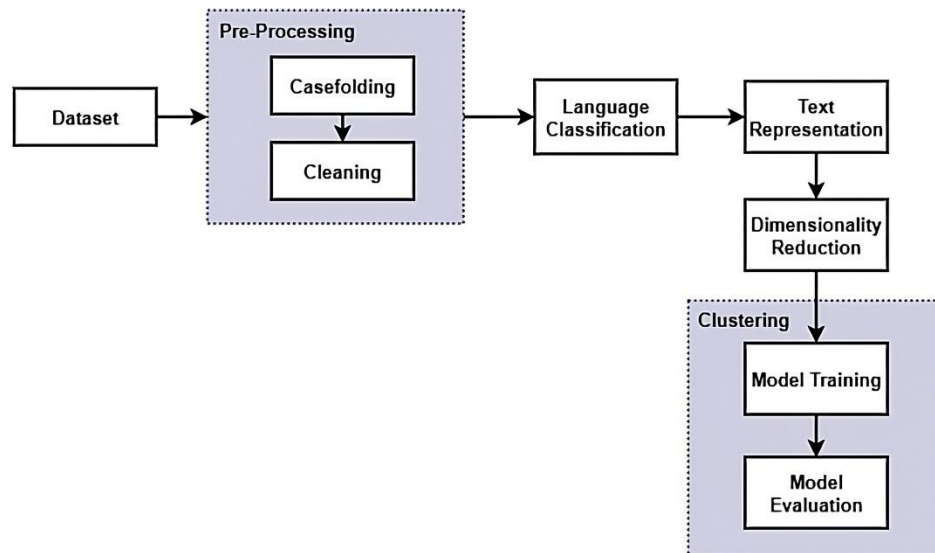 Pre-Processing
Casefolding
Cleaning
Dataset
Language
Classification
Text
Representation
Dimensionality
Reduction
Clustering
Model Training
Model
Evaluation